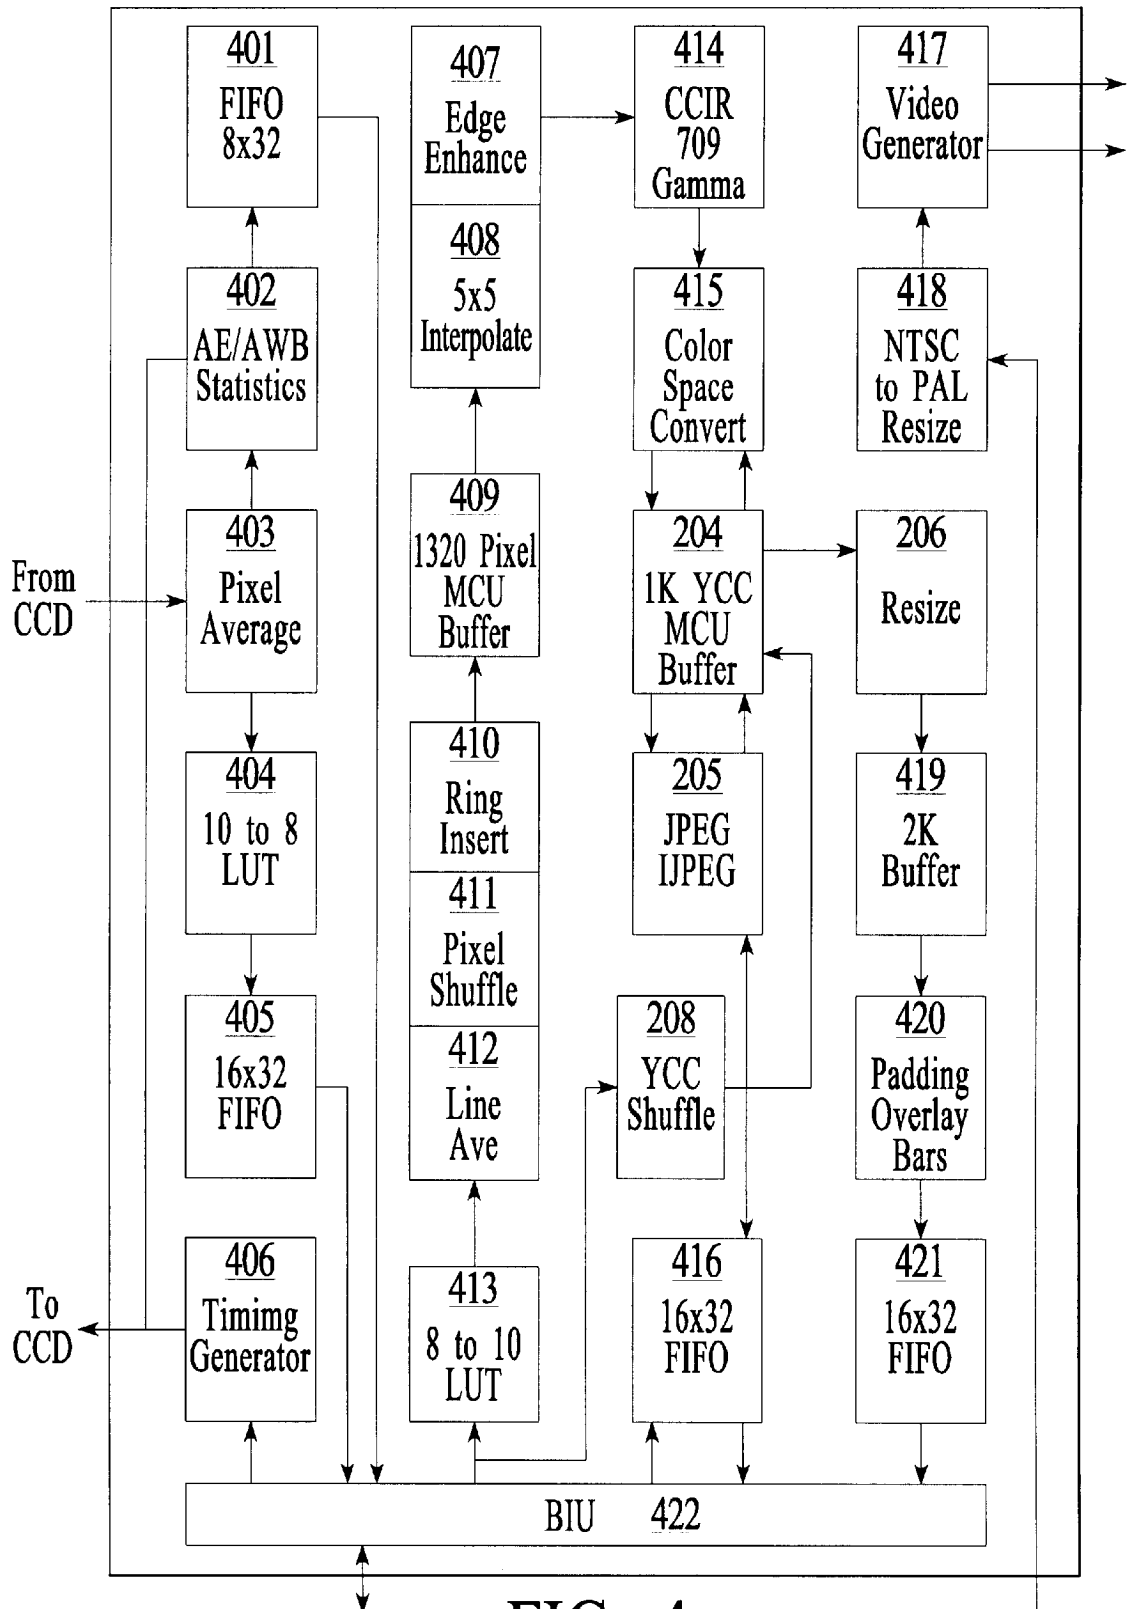 401
FIFO
8x32
402
AE/AWB
Statistics
From
CCD
403
Pixel
Average
404
10 to 8
LUT
405
16x32
FIFO
To
CCD
406
Timimg
Generator
407
Edge
Enhance
408
5x5
Interpolate
409
1320 Pixel
MCU
Buffer
410
Ring
Insert
411
Pixel
Shuffle
412
Line
Ave
413
8 to 10
LUT
414
CCIR
709
Gamma
415
Color
Space
Convert
204
1K YCC
MCU
Buffer
205
JPEG
IJPEG
208
YCC
Shuffle
416
16x32
FIFO
417
Video
Generator
418
NTSC
to PAL
Resize
206
Resize
419
2K
Buffer
420
Padding
Overlay
Bars
421
16x32
FIFO
BIU 422
FIG. 4